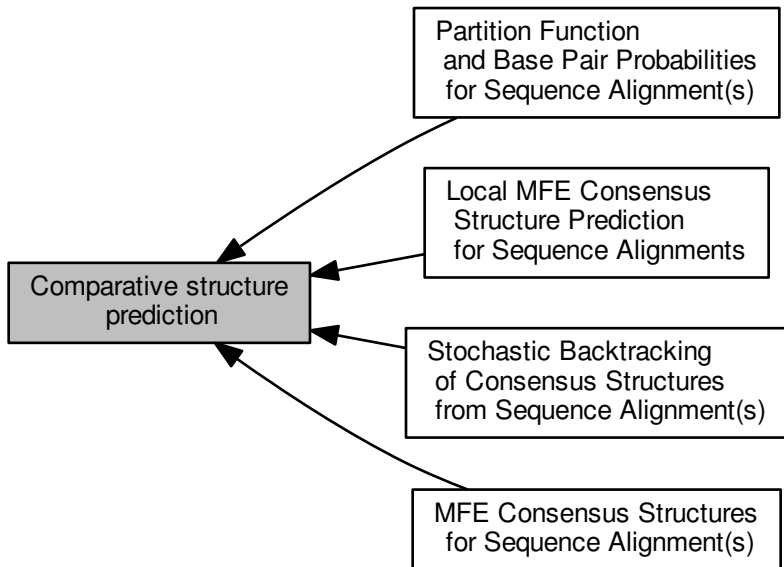 Partition Function
and Base Pair Probabilities
for Sequence Alignment(s)
Local MFE Consensus
Structure Prediction
for Sequence Alignments
Comparative structure
prediction
Stochastic Backtracking
of Consensus Structures
from Sequence Alignment(s)
MFE Consensus Structures
for Sequence Alignment(s)